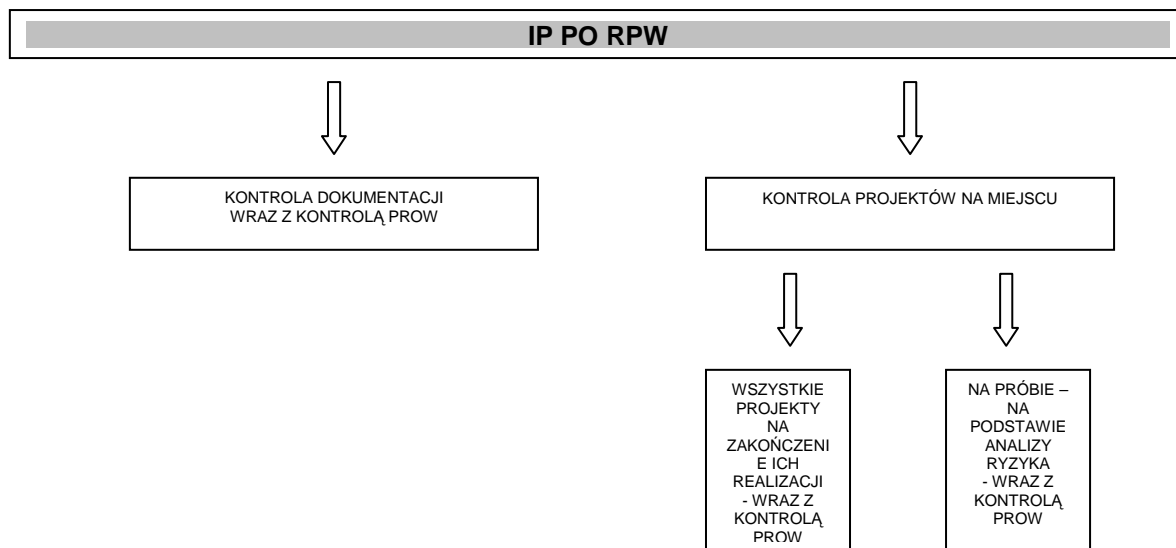 IP PO RPW
KONTROLA DOKUMENTACJI
WRAZ Z KONTROLĄ PROW
KONTROLA PROJEKTÓW NA MIEJSCU
WSZYSTKIE
PROJEKTY
NA
ZAKOŃCZENI
E ICH
REALIZACJI
- WRAZ Z
KONTROLĄ
PROW
NA PRÓBIE –
NA
PODSTAWIE
ANALIZY
RYZYKA
- WRAZ Z
KONTROLĄ
PROW